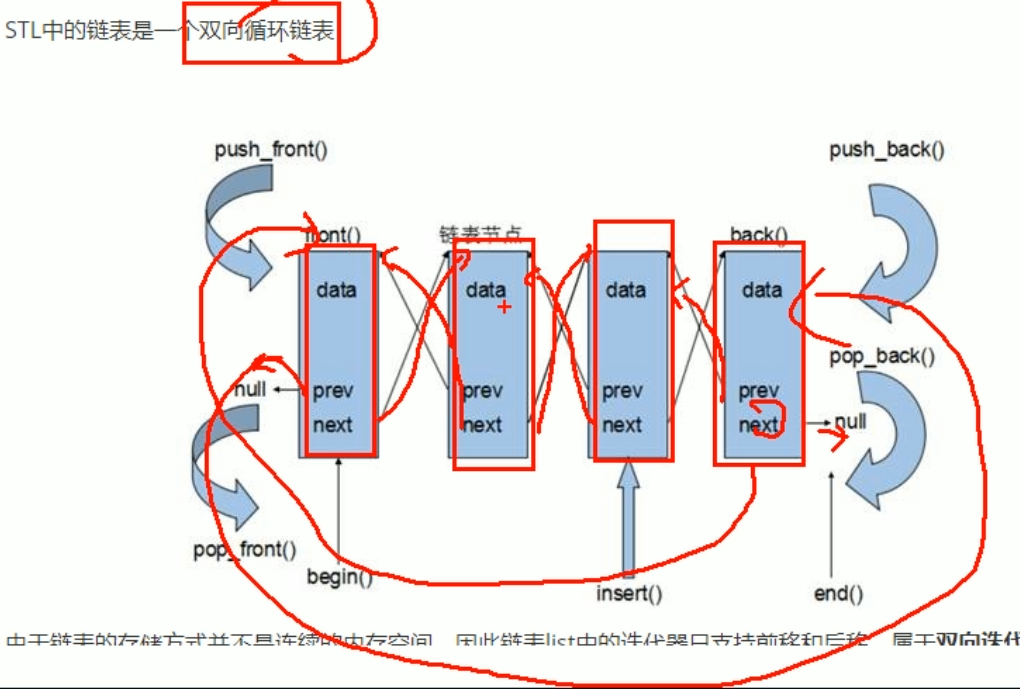 STL中的链表是一个双向循环链表
push_front()
push_back()
front()
链表节点
back()
data
data
data
data
pop_back()
null
prev
prev
prev
prev
next
next
next
next
null
pop_front()
begin()
insert()
end()
由于链表的存储方式并不是连续的内存空间，因此链表list中的迭代器只支持前移和后移，属于双向迭代